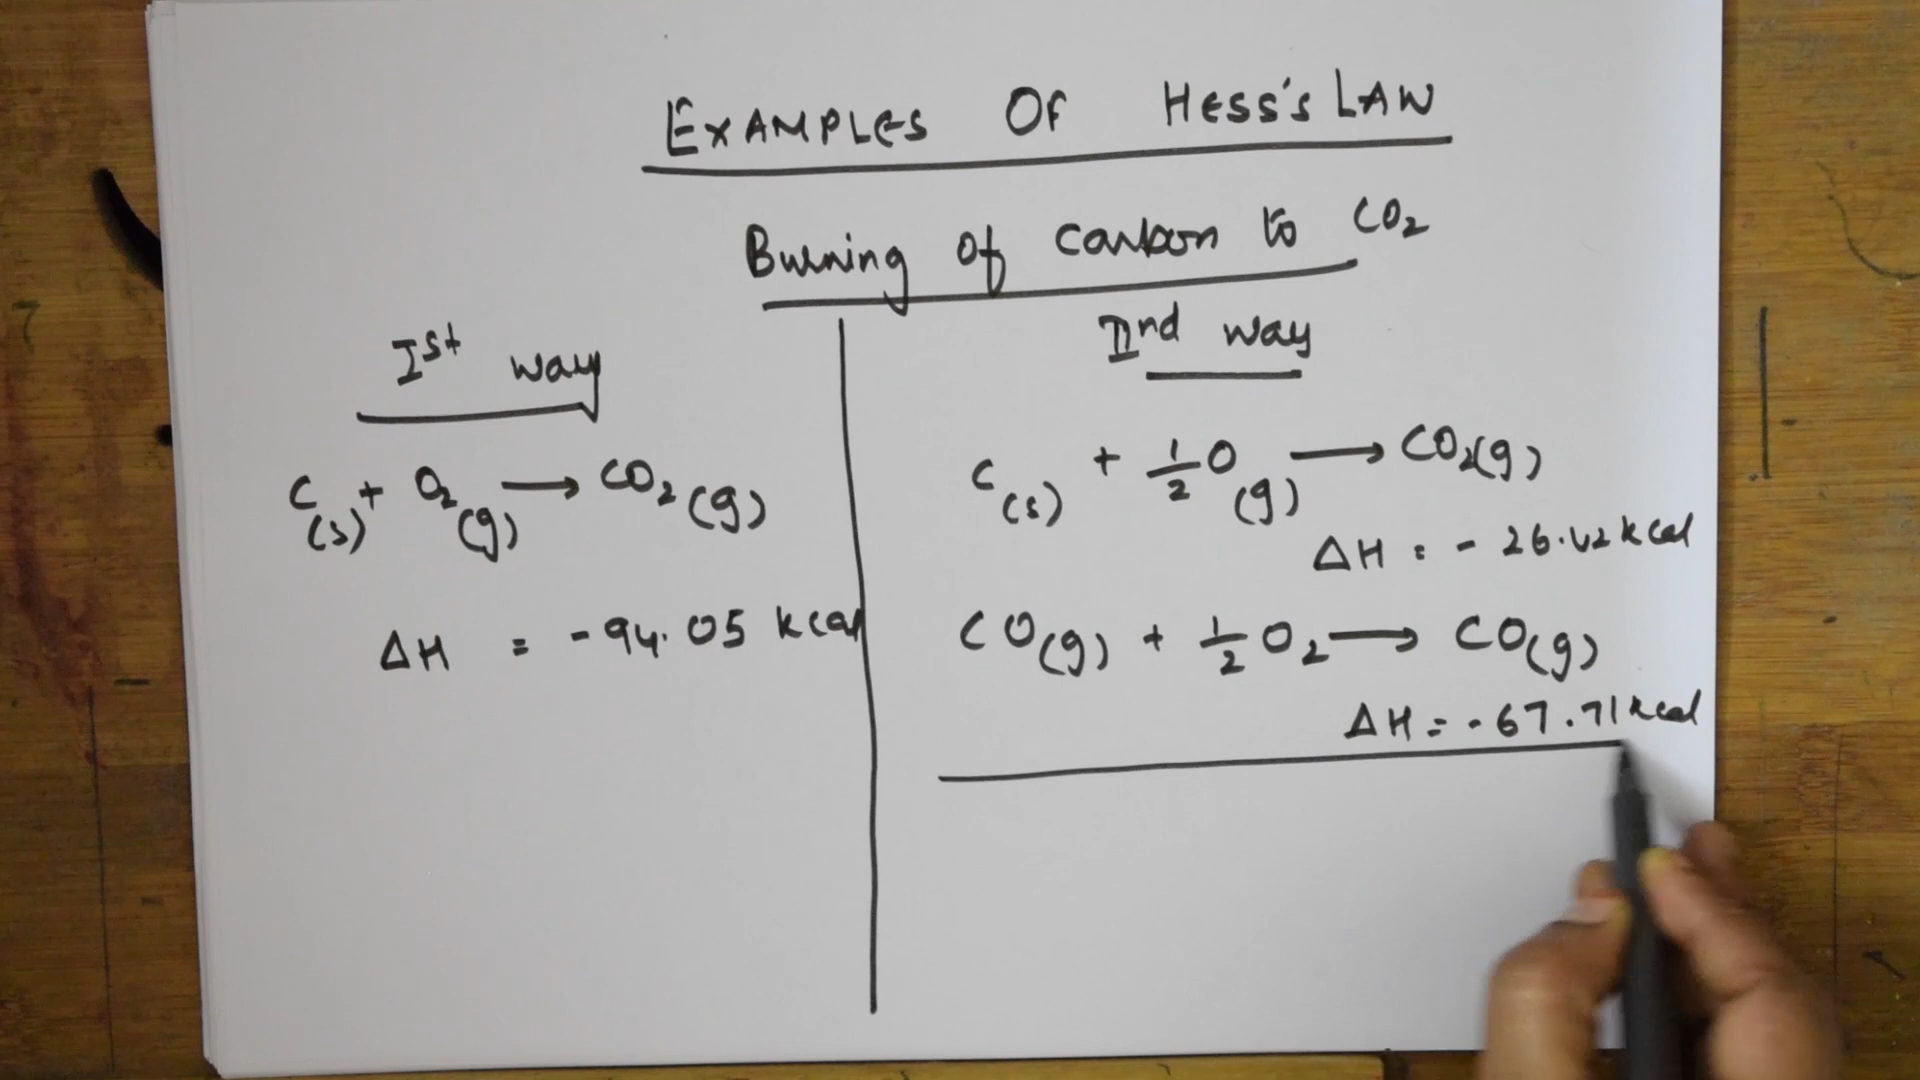 EXAMPLES OF HESS'S LAW
Burning of carbon to CO₂
Ist way
C(s) + O₂(g) → CO₂(g)
ΔH = -94.05 kcal
IInd way
C(s) + 1/2 O(g) → CO₂(g)
ΔH = -26.42 kcal
CO(g) + 1/2 O₂ → CO(g)
ΔH = -67.71 kcal